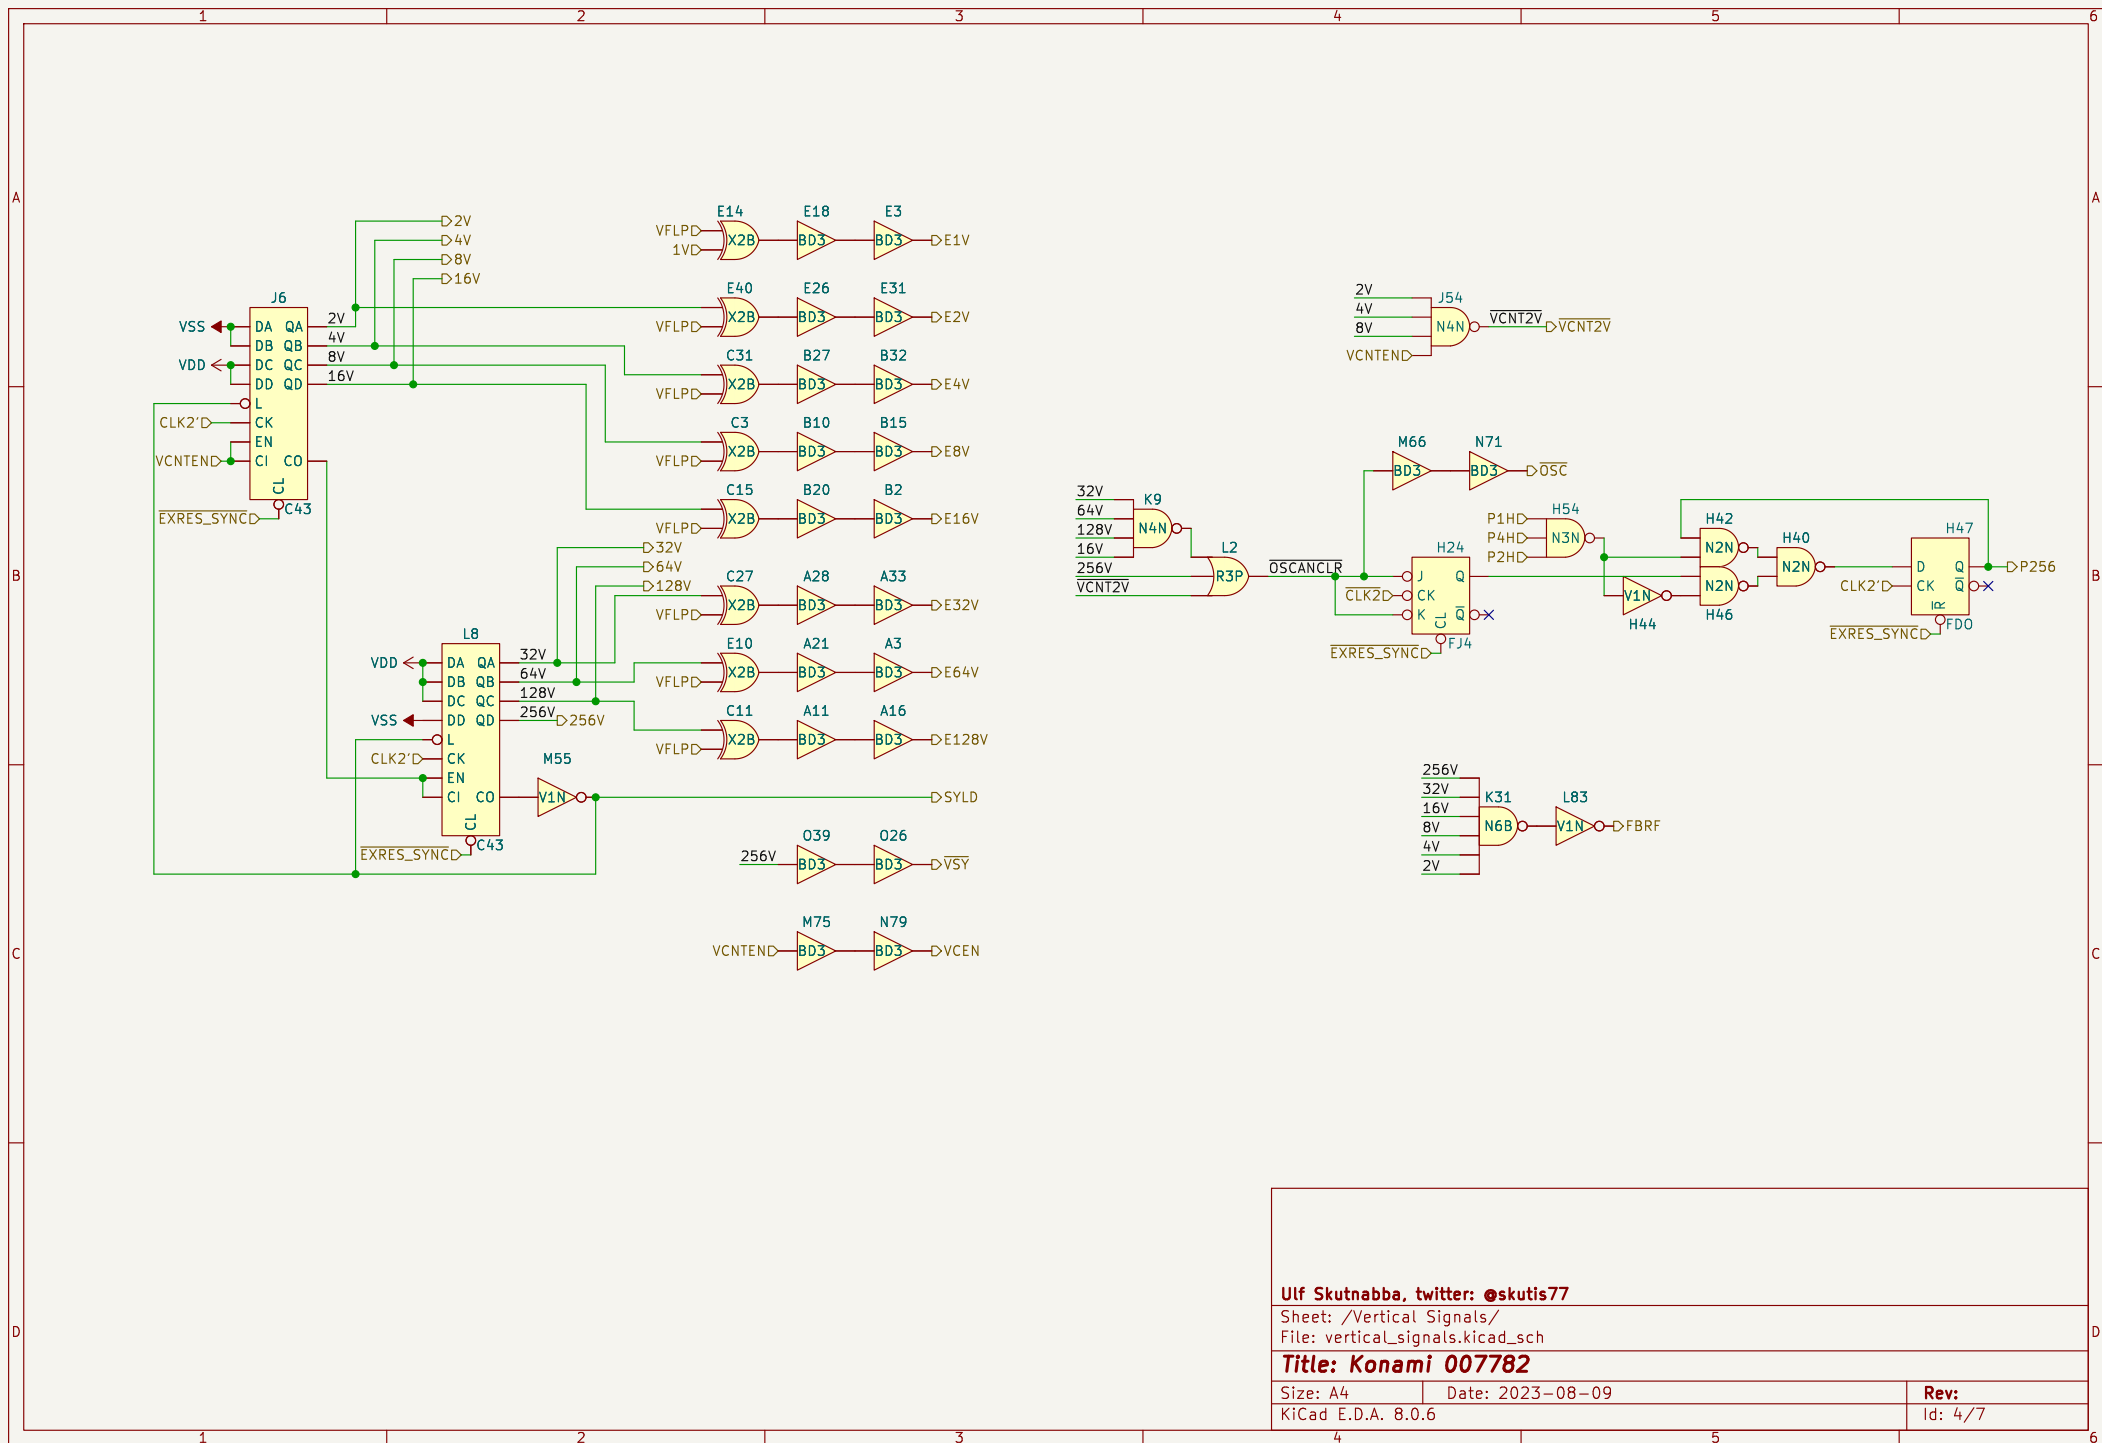 1 2 3 4 5 6
A
A
B
B
C
C
D
D
2V
4V
8V
16V
J6
VSS
VDD
DA QA
DB QB
DC QC
DD QD
L
CK
EN
CI CO
CL
C43
2V
4V
8V
16V
CLK2'
VCNTEN
EXRES_SYNC
E14 E18 E3
VFLP
1V
X2B BD3 BD3 E1V
E40 E26 E31
VFLP
X2B BD3 BD3 E2V
C31 B27 B32
VFLP
X2B BD3 BD3 E4V
C3 B10 B15
VFLP
X2B BD3 BD3 E8V
C15 B20 B2
VFLP
X2B BD3 BD3 E16V
32V
64V
128V
C27 A28 A33
VFLP
X2B BD3 BD3 E32V
E10 A21 A3
VFLP
X2B BD3 BD3 E64V
C11 A11 A16
VFLP
X2B BD3 BD3 E128V
L8
VDD
VSS
DA QA
DB QB
DC QC
DD QD
L
CK
EN
CI CO
CL
C43
32V
64V
128V
256V
256V
CLK2'
EXRES_SYNC
M55
V1N
SYLD
O39 O26
256V BD3 BD3 VSY
M75 N79
VCNTEN BD3 BD3 VCEN
2V
4V
8V
VCNTEN
J54
N4N
VCNT2V
VCNT2V
32V
64V
128V
16V
256V
VCNT2V
K9
N4N
L2
R3P
OSCANCLR
M66 N71
BD3 BD3 OSC
H24
J Q
CK
K Q
CL
FJ4
CLK2
EXRES_SYNC
P1H
P4H
P2H
H54
N3N
H44
V1N
H42
N2N
N2N
H46
H40
N2N
H47
D Q
CK Q
R
FDO
CLK2'
EXRES_SYNC
P256
256V
32V
16V
8V
4V
2V
K31
N6B
L83
V1N
FBRF
Ulf Skutnabba, twitter: @skutis77
Sheet: /Vertical Signals/
File: vertical_signals.kicad_sch
Title: Konami 007782
Size: A4 Date: 2023-08-09 Rev:
KiCad E.D.A. 8.0.6 Id: 4/7
1 2 3 4 5 6